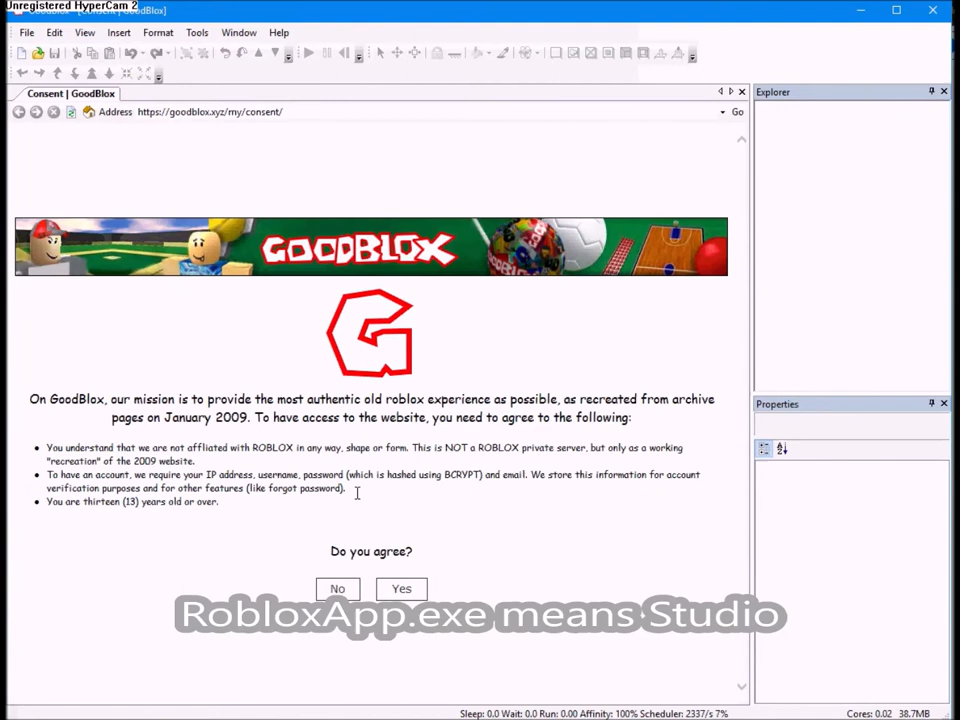 Unregistered HyperCam 2
[Consent | GoodBlox]
File Edit View Insert Format Tools Window Help
Consent | GoodBlox
Explorer
Address https://goodblox.xyz/my/consent/ Go
GOODBLOX
G
On GoodBlox, our mission is to provide the most authentic old roblox experience as possible, as recreated from archive
pages on January 2009. To have access to the website, you need to agree to the following:
Properties
• You understand that we are not affliated with ROBLOX in any way, shape or form. This is NOT a ROBLOX private server, but only as a working
"recreation" of the 2009 website.
• To have an account, we require your IP address, username, password (which is hashed using BCRYPT) and email. We store this information for account
verification purposes and for other features (like forgot password).
• You are thirteen (13) years old or over.
Do you agree?
No Yes
RobloxApp.exe means Studio
Sleep: 0.0 Wait: 0.0 Run: 0.00 Affinity: 100% Scheduler: 2337/s 7% Cores: 0.02 38.7MB